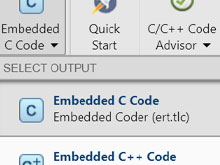 C
Embedded
C Code
Quick
Start
C/C++ Code
Advisor
SELECT OUTPUT
C
Embedded C Code
Embedded Coder (ert.tlc)
C+
Embedded C++ Code